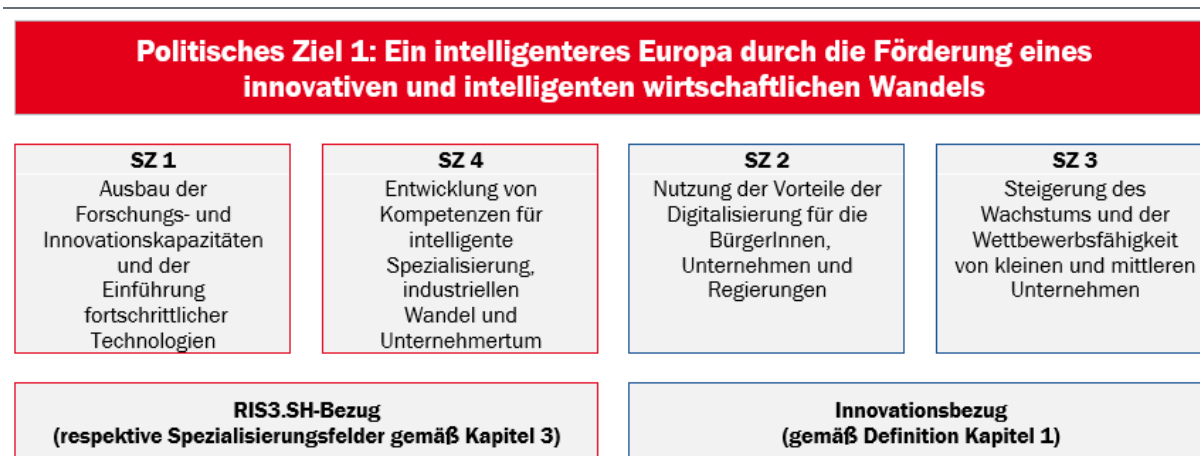 Politisches Ziel 1: Ein intelligenteres Europa durch die Förderung eines
innovativen und intelligenten wirtschaftlichen Wandels
SZ 1
Ausbau der
Forschungs- und
Innovationskapazitäten
und der
Einführung
fortschrittlicher
Technologien
SZ 4
Entwicklung von
Kompetenzen für
intelligente
Spezialisierung,
industriellen
Wandel und
Unternehmertum
SZ 2
Nutzung der Vorteile der
Digitalisierung für die
BürgerInnen,
Unternehmen und
Regierungen
SZ 3
Steigerung des
Wachstums und der
Wettbewerbsfähigkeit
von kleinen und mittleren
Unternehmen
RIS3.SH-Bezug
(respektive Spezialisierungsfelder gemäß Kapitel 3)
Innovationsbezug
(gemäß Definition Kapitel 1)